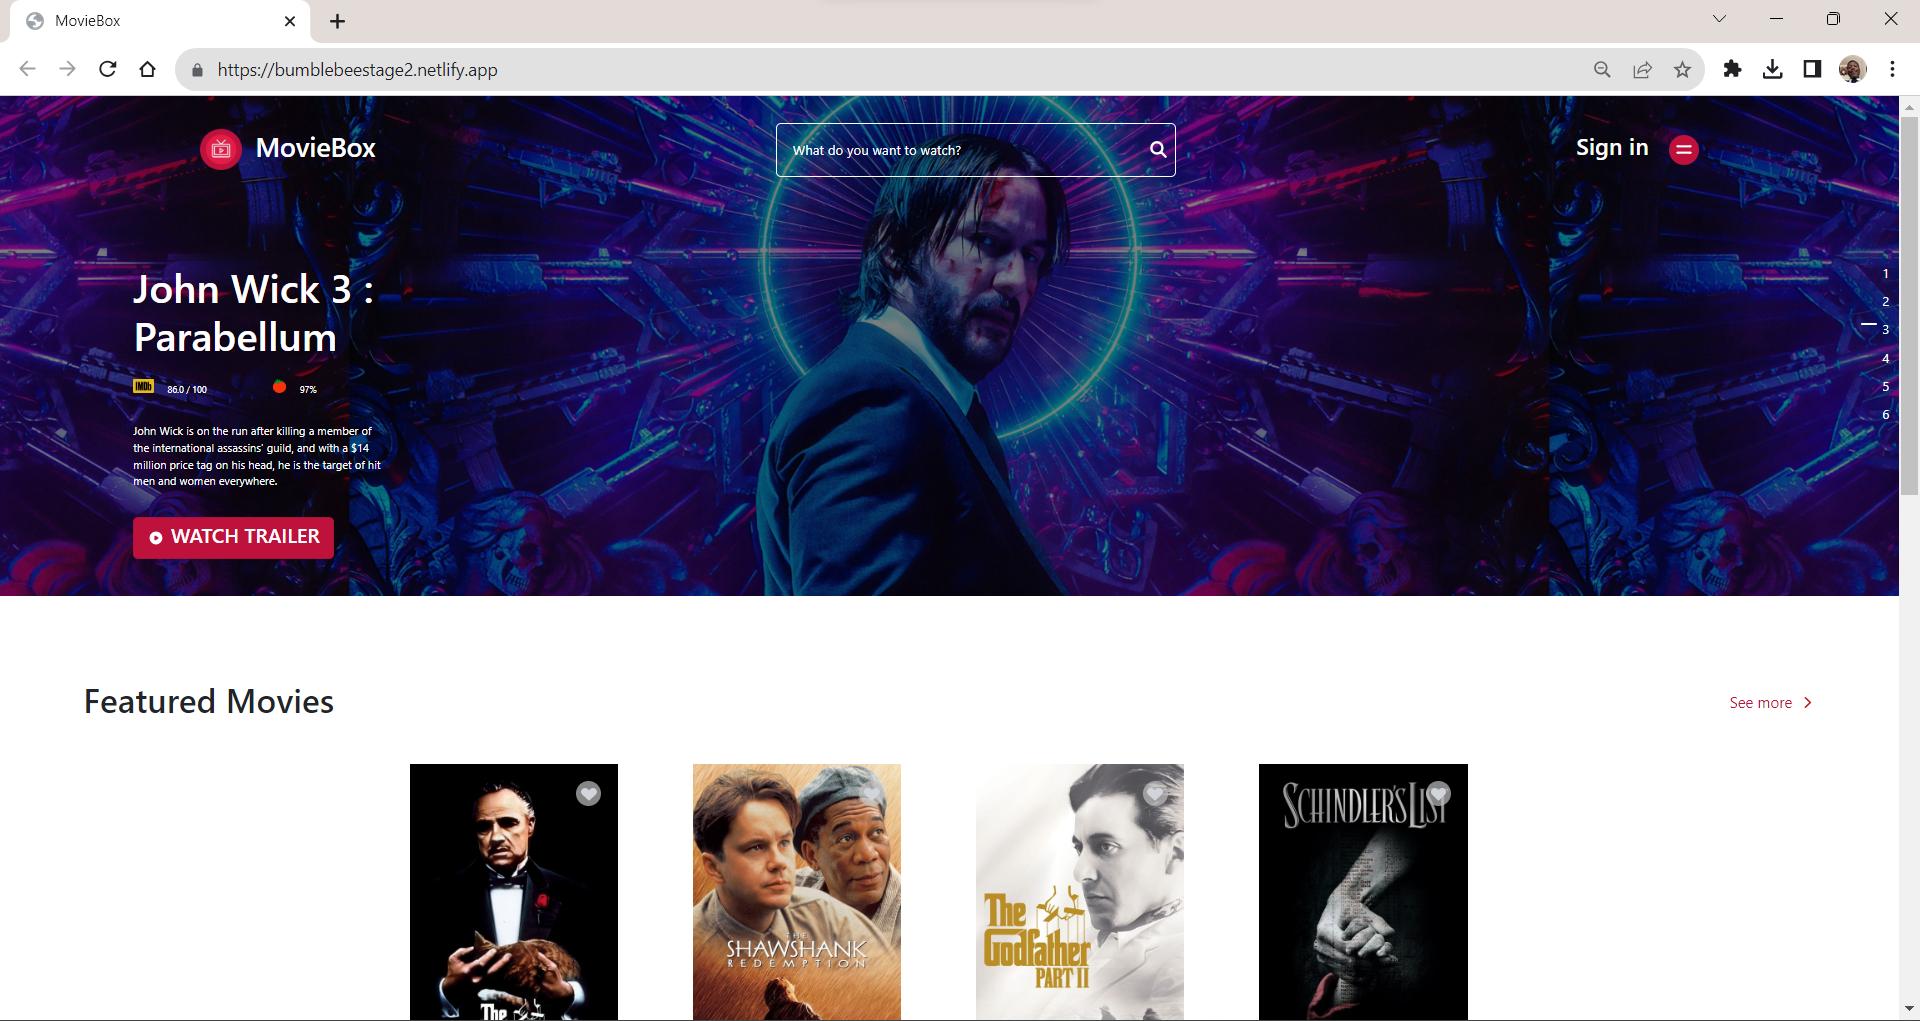 MovieBox
https://bumblebeestage2.netlify.app
MovieBox
What do you want to watch?
Sign in
John Wick 3 :
Parabellum
IMDb
86.0 / 100
97%
John Wick is on the run after killing a member of
the international assassins' guild, and with a $14
million price tag on his head, he is the target of hit
men and women everywhere.
WATCH TRAILER
1
2
3
4
5
6
Featured Movies
See more
The
THE
SHAWSHANK
REDEMPTION
The
Godfather
PART II
SCHINDLER'S LIST